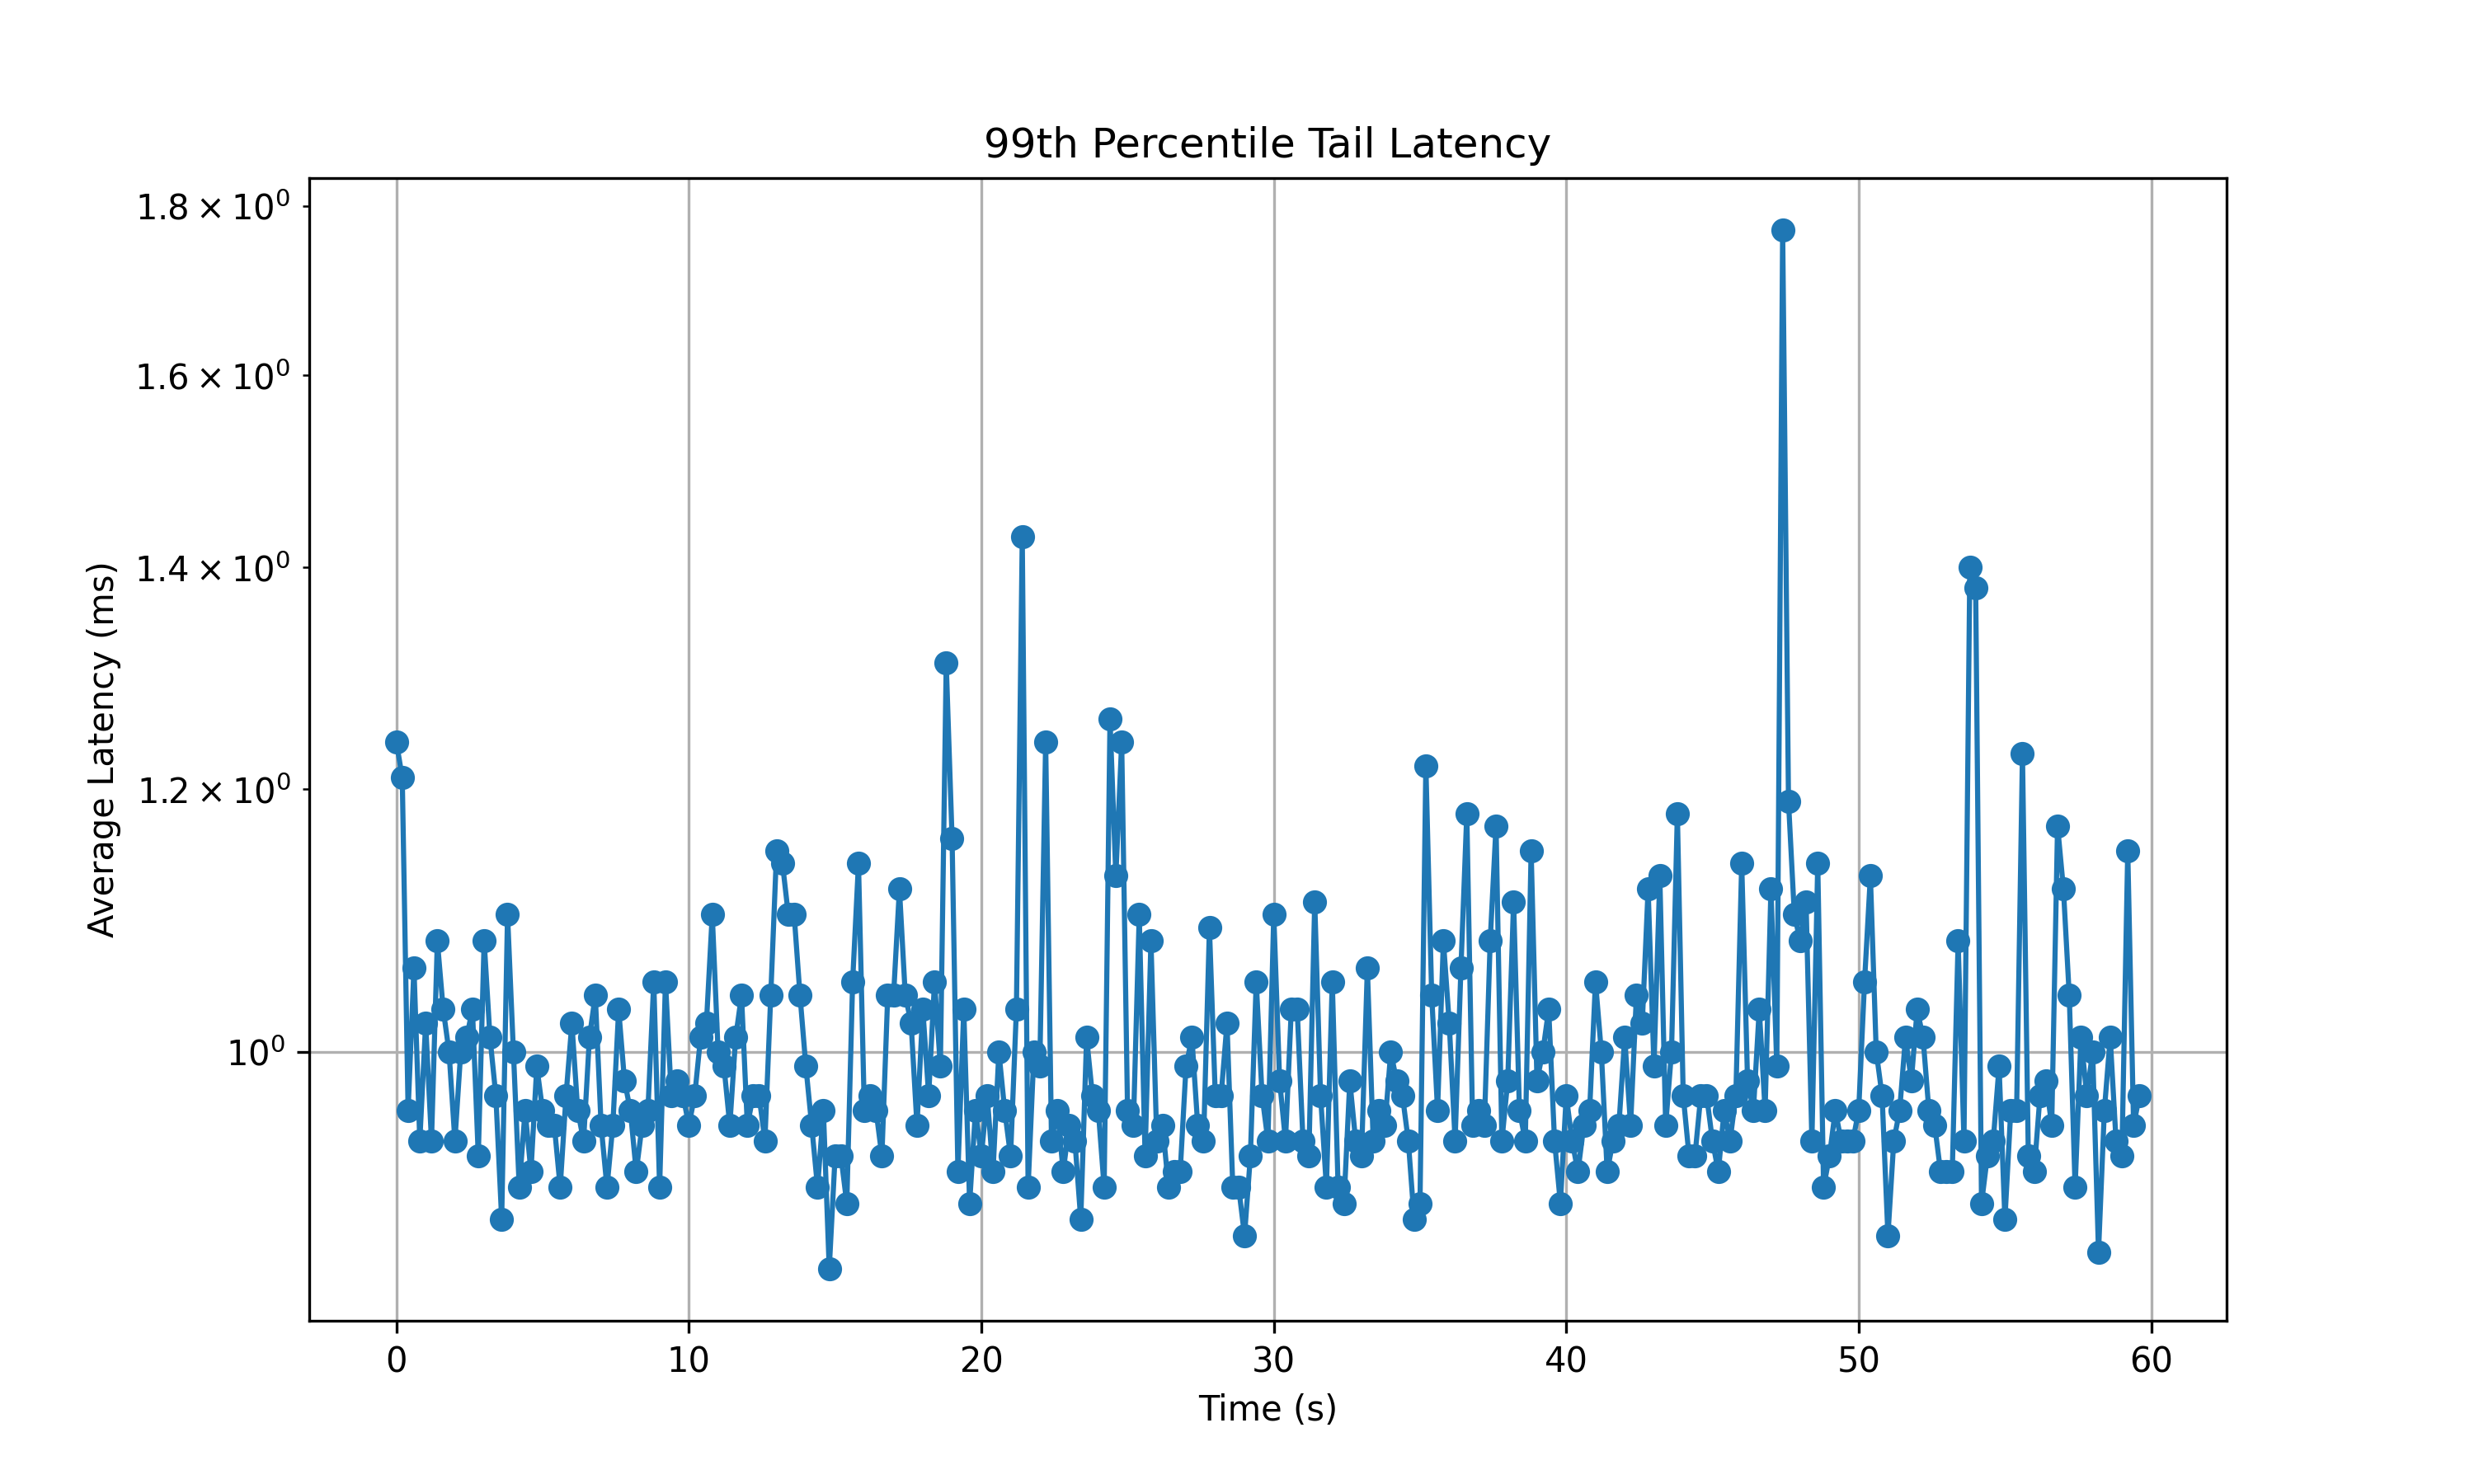 99th Percentile Tail Latency
1.8 × 10⁰
1.6 × 10⁰
1.4 × 10⁰
1.2 × 10⁰
10⁰
Average Latency (ms)
0 10 20 30 40 50 60
Time (s)